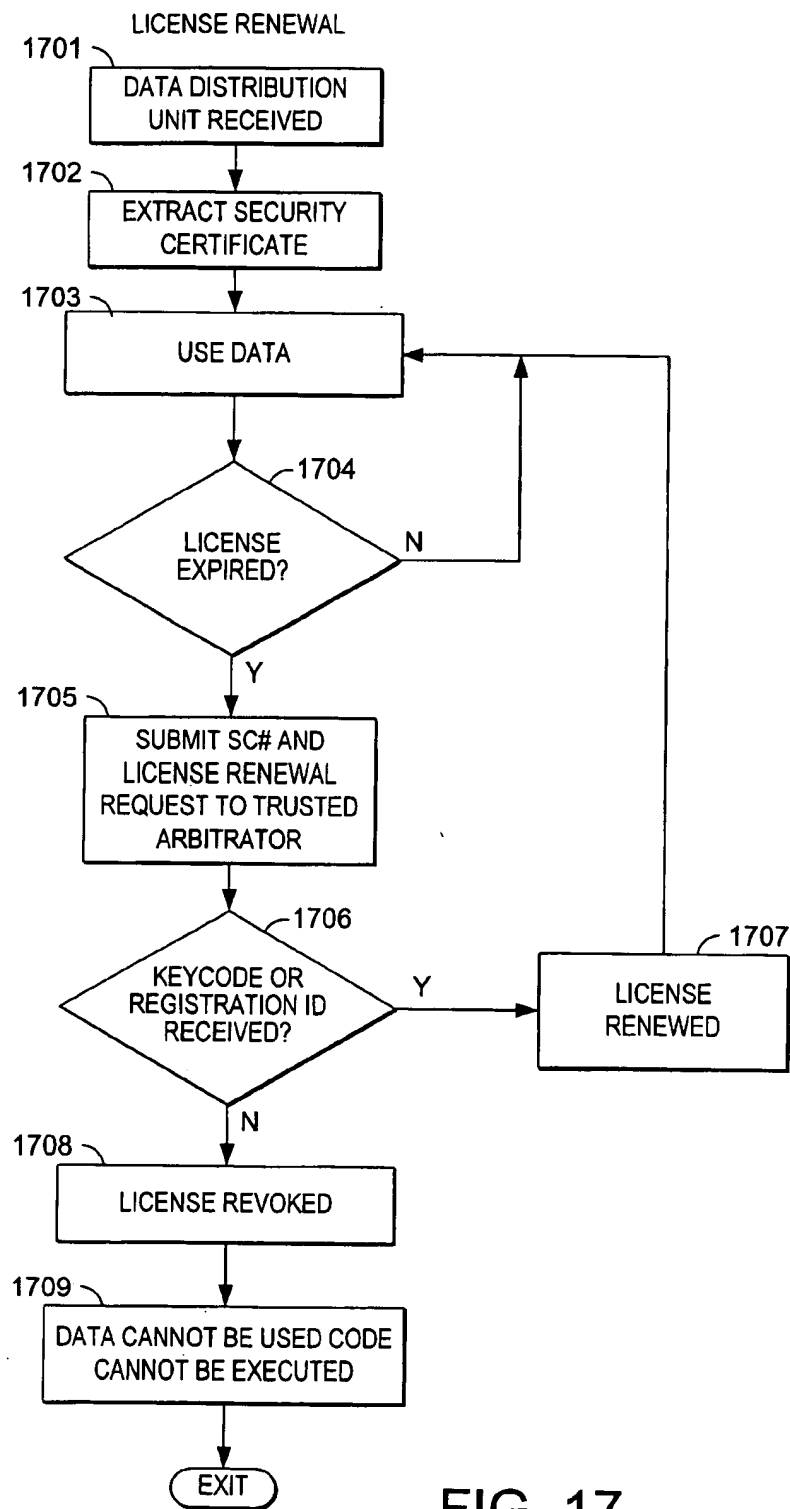 LICENSE RENEWAL
1701
DATA DISTRIBUTION
UNIT RECEIVED
1702
EXTRACT SECURITY
CERTIFICATE
1703
USE DATA
1704
LICENSE
EXPIRED?
N
Y
1705
SUBMIT SC# AND
LICENSE RENEWAL
REQUEST TO TRUSTED
ARBITRATOR
1706
KEYCODE OR
REGISTRATION ID
RECEIVED?
Y
1707
LICENSE
RENEWED
N
1708
LICENSE REVOKED
1709
DATA CANNOT BE USED CODE
CANNOT BE EXECUTED
EXIT
FIG. 17